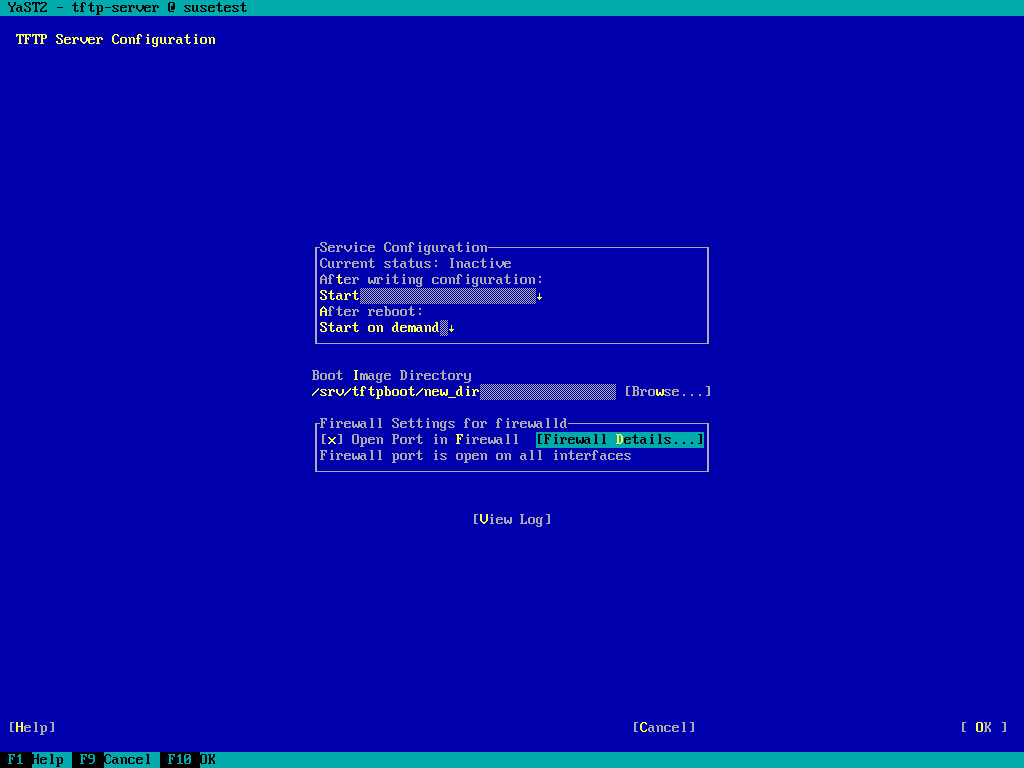 YaST2 - tftp-server @ susetest
TFTP Server Configuration
Service Configuration
Current status: Inactive
After writing configuration:
Start↓
After reboot:
Start on demand↓
Boot Image Directory
/srv/tftpboot/new_dir [Browse...]
Firewall Settings for firewalld
[x] Open Port in Firewall [Firewall Details...]
Firewall port is open on all interfaces
[View Log]
[Help] [Cancel] [ OK ]
F1 Help F9 Cancel F10 OK